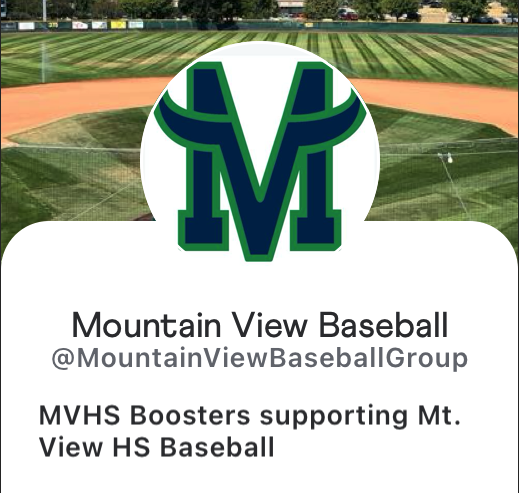 M
Mountain View Baseball
@MountainViewBaseballGroup
MVHS Boosters supporting Mt.
View HS Baseball